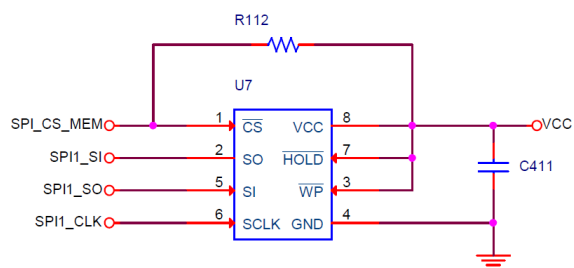 R112
U7
SPI_CS_MEM 1 CS VCC 8 VCC
SPI1_SI 2 SO HOLD 7
SPI1_SO 5 SI WP 3 C411
SPI1_CLK 6 SCLK GND 4